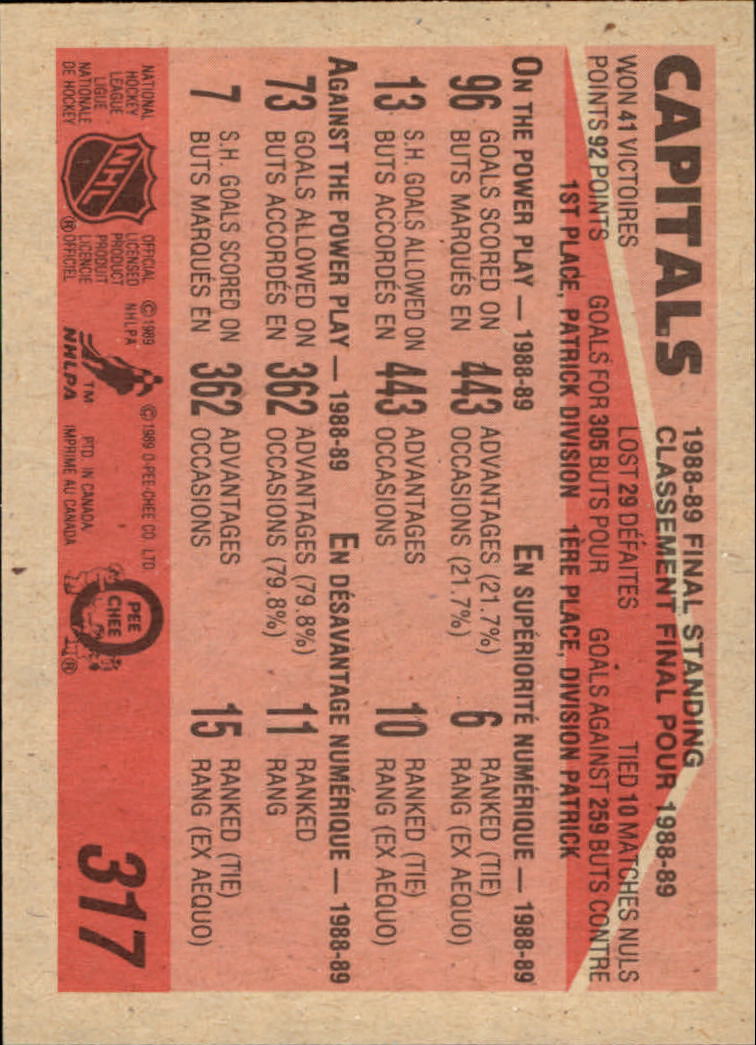 CAPITALS
1988-89 FINAL STANDING
CLASSEMENT FINAL POUR 1988-89
WON 41 VICTOIRES LOST 29 DÉFAITES TIED 10 MATCHES NULS
POINTS 92 POINTS GOALS FOR 305 BUTS POUR GOALS AGAINST 259 BUTS CONTRE
1ST PLACE, PATRICK DIVISION 1ÈRE PLACE, DIVISION PATRICK
ON THE POWER PLAY — 1988-89 EN SUPÉRIORITÉ NUMÉRIQUE — 1988-89
96 GOALS SCORED ON 443 ADVANTAGES (21.7%) 6 RANKED (TIE)
BUTS MARQUÉS EN OCCASIONS (21.7%) RANG (EX AEQUO)
13 S.H. GOALS ALLOWED ON 443 ADVANTAGES 10 RANKED (TIE)
BUTS ACCORDÉS EN OCCASIONS RANG (EX AEQUO)
AGAINST THE POWER PLAY — 1988-89 EN DÉSAVANTAGE NUMÉRIQUE — 1988-89
73 GOALS ALLOWED ON 362 ADVANTAGES (79.8%) 11 RANKED
BUTS ACCORDÉS EN OCCASIONS (79.8%) RANG
7 S.H. GOALS SCORED ON 362 ADVANTAGES 15 RANKED (TIE)
BUTS MARQUÉS EN OCCASIONS RANG (EX AEQUO)
NATIONAL
HOCKEY
LEAGUE
LIGUE
NATIONALE
DE HOCKEY
NHL
®
OFFICIAL
LICENSED
PRODUCT
PRODUIT
LICENCIE
OFFICIEL
© 1989
NHLPA
TM
NHLPA
© 1989 O-PEE-CHEE CO. LTD.
PTD. IN CANADA
IMPRIMÉ AU CANADA
O
PEE
CHEE
®
317